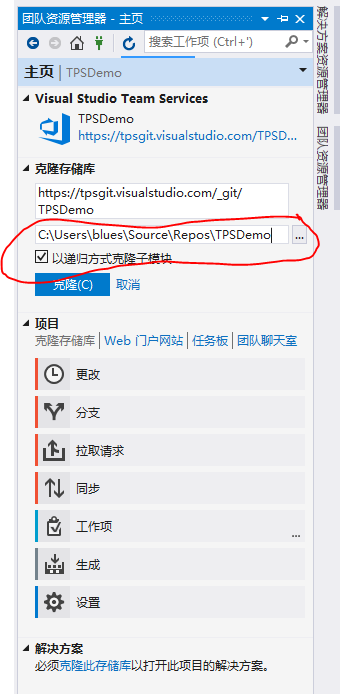 团队资源管理器 - 主页
搜索工作项 (Ctrl+')
主页 | TPSDemo
Visual Studio Team Services
TPSDemo
https://tpsgit.visualstudio.com/TPSD...
克隆存储库
https://tpsgit.visualstudio.com/_git/
TPSDemo
C:\Users\blues\Source\Repos\TPSDemo
...
以递归方式克隆子模块
克隆(C) 取消
项目
克隆存储库 | Web 门户网站 | 任务板 | 团队聊天室
更改
分支
拉取请求
同步
工作项
...
生成
设置
解决方案
必须克隆此存储库以打开此项目的解决方案。
解决方案资源管理器
团队资源管理器